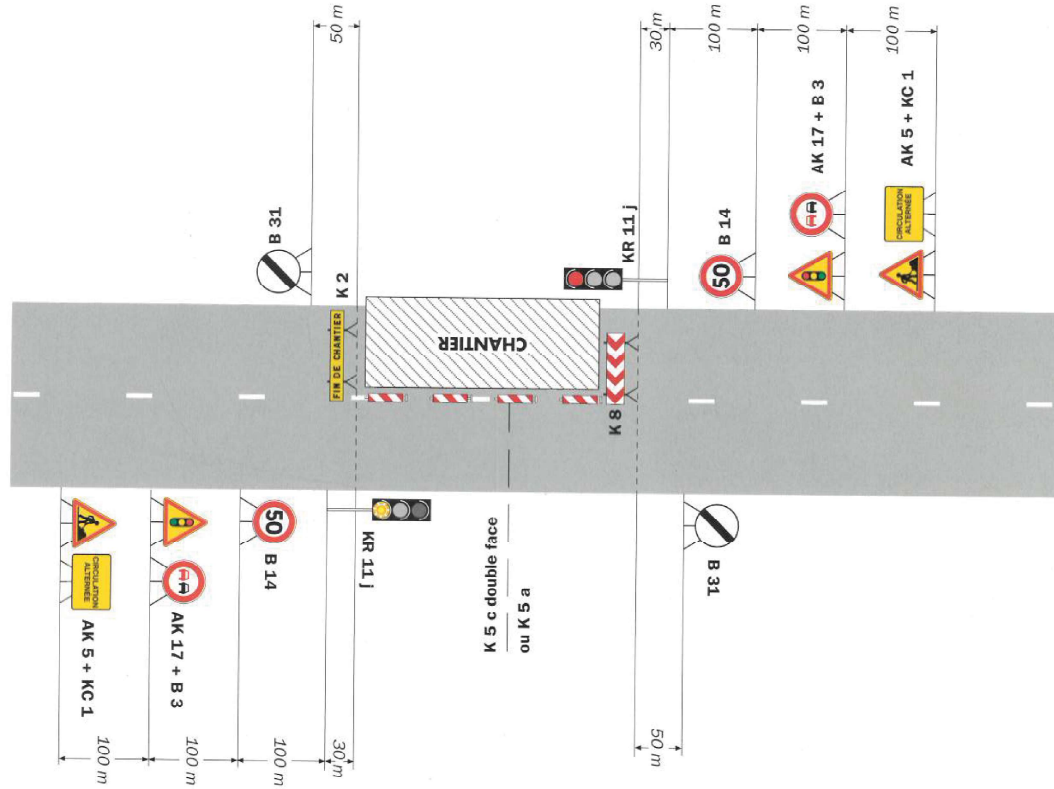 50 m
B 31
K 2
FIN DE CHANTIER
CHANTIER
30 m
100 m
100 m
100 m
KR 11 j
50
B 14
AK 17 + B 3
CIRCULATION
ALTERNÉE
AK 5 + KC 1
K 8
CIRCULATION
ALTERNÉE
AK 5 + KC 1
AK 17 + B 3
50
B 14
KR 11 j
K 5 c double face
ou K 5 a
B 31
100 m
100 m
100 m
30 m
50 m